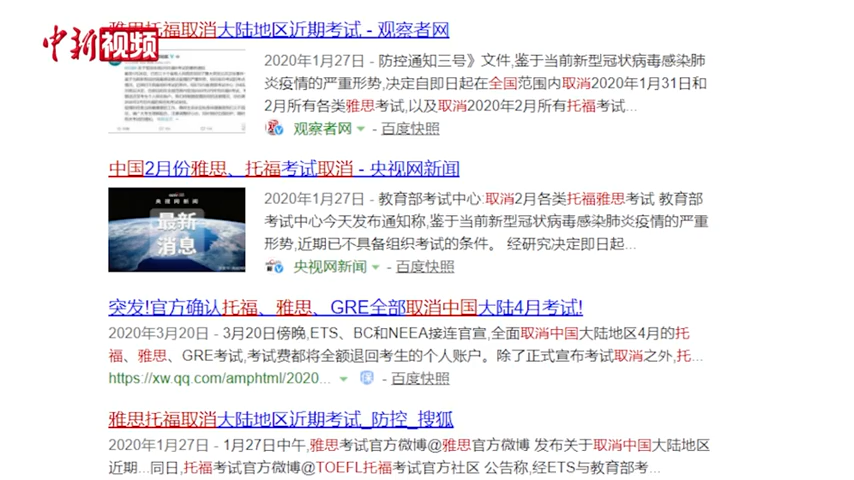 雅思托福取消大陆地区近期考试 - 观察者网
中新视频
2020年1月27日 - 防控通知三号》文件,鉴于当前新型冠状病毒感染肺
炎疫情的严重形势,决定自即日起在全国范围内取消2020年1月31日和
2月所有各类雅思考试,以及取消2020年2月所有托福考试...
观察者网 - 百度快照
中国2月份雅思、托福考试取消 - 央视网新闻
央视网新闻
最新
消息
2020年1月27日 - 教育部考试中心:取消2月各类托福雅思考试 教育部
考试中心今天发布通知称,鉴于当前新型冠状病毒感染肺炎疫情的严重
形势,近期已不具备组织考试的条件。 经研究决定即日起...
央视网新闻 - 百度快照
突发!官方确认托福、雅思、GRE全部取消中国大陆4月考试!
2020年3月20日 - 3月20日傍晚,ETS、BC和NEEA接连官宣,全面取消中国大陆地区4月的托
福、雅思、GRE考试,考试费都将全额退回考生的个人账户。除了正式宣布考试取消之外,托...
https://xw.qq.com/amphtml/2020... - 百度快照
雅思托福取消大陆地区近期考试_防控_搜狐
2020年1月27日 - 1月27日中午,雅思考试官方微博@雅思官方微博 发布关于取消中国大陆地区
近期...同日,托福考试官方微博@TOEFL托福考试官方社区 公告称,经ETS与教育部考...